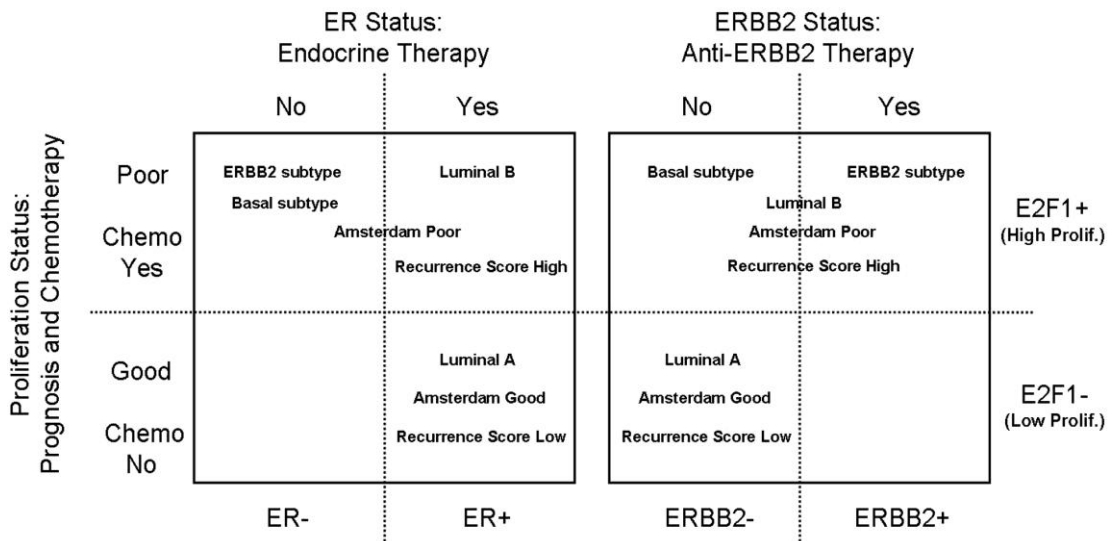 ER Status:
Endocrine Therapy
ERBB2 Status:
Anti-ERBB2 Therapy
No
Yes
No
Yes
Proliferation Status:
Prognosis and Chemotherapy
Poor
Chemo
Yes
Good
Chemo
No
ERBB2 subtype
Luminal B
Basal subtype
Amsterdam Poor
Recurrence Score High
Luminal A
Amsterdam Good
Recurrence Score Low
Basal subtype
ERBB2 subtype
Luminal B
Amsterdam Poor
Recurrence Score High
Luminal A
Amsterdam Good
Recurrence Score Low
E2F1+
(High Prolif.)
E2F1-
(Low Prolif.)
ER-
ER+
ERBB2-
ERBB2+